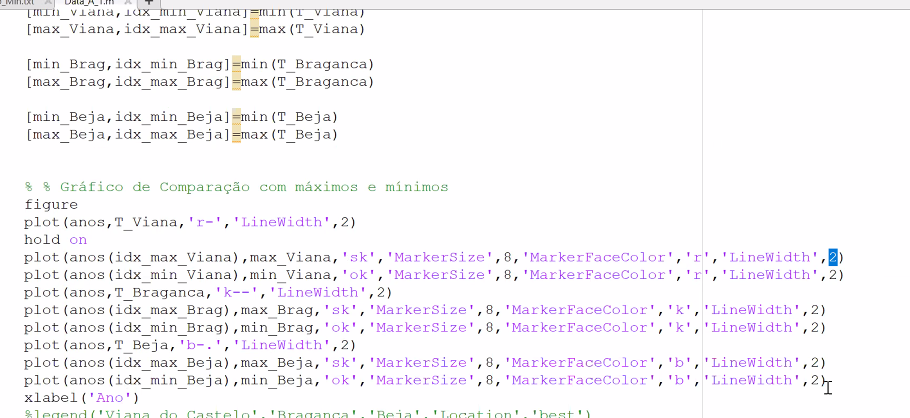 Min.txt Data_A_T.m
[min_Viana,idx_min_Viana]=min(T_Viana)
[max_Viana,idx_max_Viana]=max(T_Viana)
[min_Brag,idx_min_Brag]=min(T_Braganca)
[max_Brag,idx_max_Brag]=max(T_Braganca)
[min_Beja,idx_min_Beja]=min(T_Beja)
[max_Beja,idx_max_Beja]=max(T_Beja)
% % Gráfico de Comparação com máximos e mínimos
figure
plot(anos,T_Viana,'r-','LineWidth',2)
hold on
plot(anos(idx_max_Viana),max_Viana,'sk','MarkerSize',8,'MarkerFaceColor','r','LineWidth',2)
plot(anos(idx_min_Viana),min_Viana,'ok','MarkerSize',8,'MarkerFaceColor','r','LineWidth',2)
plot(anos,T_Braganca,'k--','LineWidth',2)
plot(anos(idx_max_Brag),max_Brag,'sk','MarkerSize',8,'MarkerFaceColor','k','LineWidth',2)
plot(anos(idx_min_Brag),min_Brag,'ok','MarkerSize',8,'MarkerFaceColor','k','LineWidth',2)
plot(anos,T_Beja,'b-.','LineWidth',2)
plot(anos(idx_max_Beja),max_Beja,'sk','MarkerSize',8,'MarkerFaceColor','b','LineWidth',2)
plot(anos(idx_min_Beja),min_Beja,'ok','MarkerSize',8,'MarkerFaceColor','b','LineWidth',2)
xlabel('Ano')
%legend('Viana do Castelo','Bragança','Beja','Location','best')